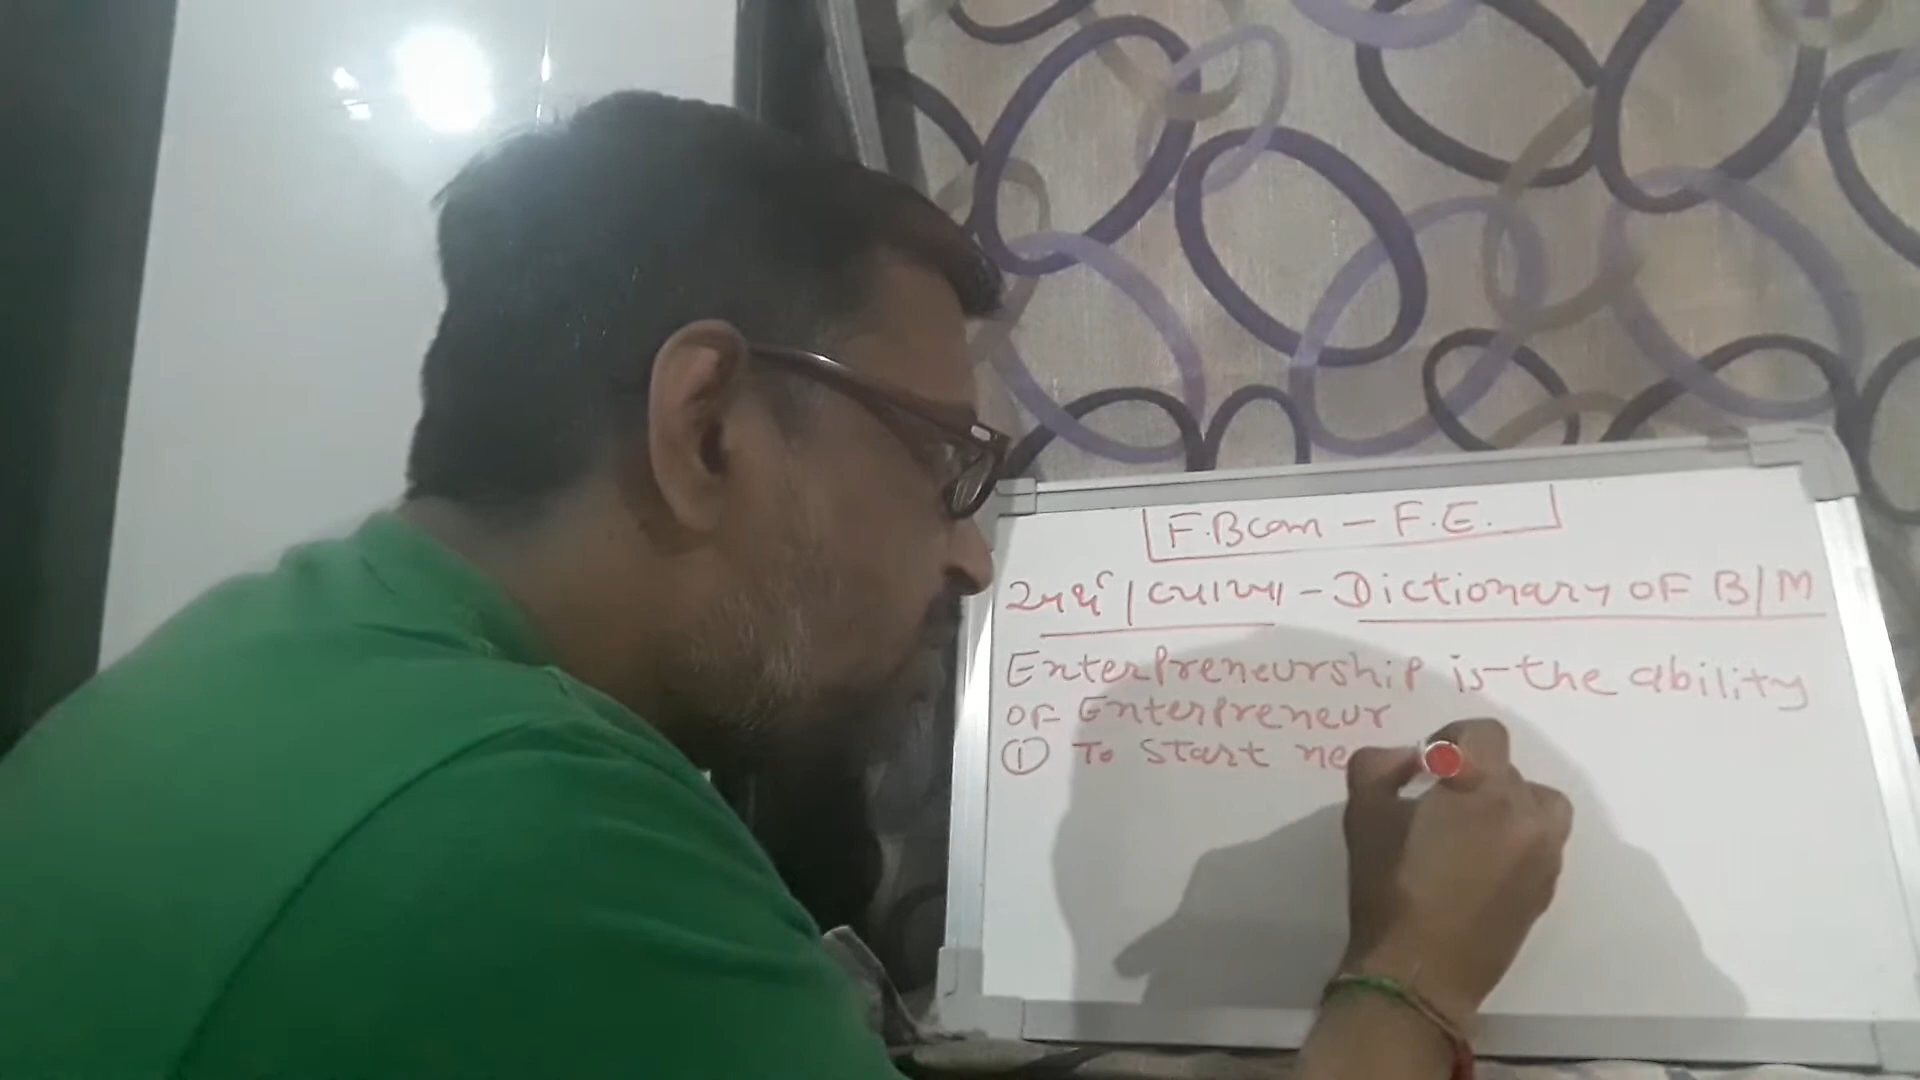 F.Bcom - F.E.
અર્થ / વ્યાખ્યા - Dictionary OF B/M
Enterpreneurship is the ability
OF Enterpreneur
① To Start ne